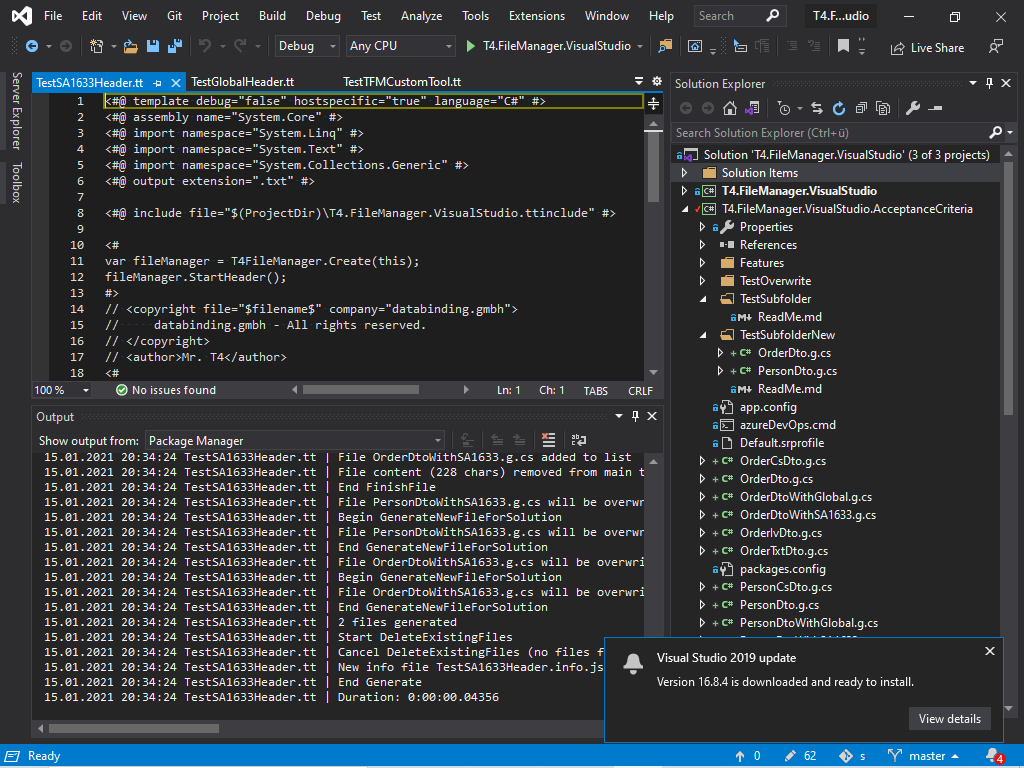 File Edit View Git Project Build Debug Test Analyze Tools Extensions Window Help Search T4.F...udio
Debug Any CPU T4.FileManager.VisualStudio Live Share
Server Explorer
Toolbox
TestSA1633Header.tt TestGlobalHeader.tt TestTFMCustomTool.tt
1 <#@ template debug="false" hostspecific="true" language="C#" #>
2 <#@ assembly name="System.Core" #>
3 <#@ import namespace="System.Linq" #>
4 <#@ import namespace="System.Text" #>
5 <#@ import namespace="System.Collections.Generic" #>
6 <#@ output extension=".txt" #>
7
8 <#@ include file="$(ProjectDir)\T4.FileManager.VisualStudio.ttinclude" #>
9
10 <#
11 var fileManager = T4FileManager.Create(this);
12 fileManager.StartHeader();
13 #>
14 // <copyright file="$filename$" company="databinding.gmbh">
15 //     databinding.gmbh - All rights reserved.
16 // </copyright>
17 // <author>Mr. T4</author>
18 <#
100 % No issues found Ln: 1 Ch: 1 TABS CRLF
Output
Show output from: Package Manager
15.01.2021 20:34:24 TestSA1633Header.tt | File OrderDtoWithSA1633.g.cs added to list
15.01.2021 20:34:24 TestSA1633Header.tt | File content (228 chars) removed from main t
15.01.2021 20:34:24 TestSA1633Header.tt | End FinishFile
15.01.2021 20:34:24 TestSA1633Header.tt | File PersonDtoWithSA1633.g.cs will be overwr
15.01.2021 20:34:24 TestSA1633Header.tt | Begin GenerateNewFileForSolution
15.01.2021 20:34:24 TestSA1633Header.tt | File PersonDtoWithSA1633.g.cs will be overwr
15.01.2021 20:34:24 TestSA1633Header.tt | End GenerateNewFileForSolution
15.01.2021 20:34:24 TestSA1633Header.tt | File OrderDtoWithSA1633.g.cs will be overwri
15.01.2021 20:34:24 TestSA1633Header.tt | Begin GenerateNewFileForSolution
15.01.2021 20:34:24 TestSA1633Header.tt | File OrderDtoWithSA1633.g.cs will be overwri
15.01.2021 20:34:24 TestSA1633Header.tt | End GenerateNewFileForSolution
15.01.2021 20:34:24 TestSA1633Header.tt | 2 files generated
15.01.2021 20:34:24 TestSA1633Header.tt | Start DeleteExistingFiles
15.01.2021 20:34:24 TestSA1633Header.tt | Cancel DeleteExistingFiles (no files f
15.01.2021 20:34:24 TestSA1633Header.tt | New info file TestSA1633Header.info.js
15.01.2021 20:34:24 TestSA1633Header.tt | End Generate
15.01.2021 20:34:24 TestSA1633Header.tt | Duration: 0:00:00.04356
Solution Explorer
Search Solution Explorer (Ctrl+ü)
Solution 'T4.FileManager.VisualStudio' (3 of 3 projects)
Solution Items
C# T4.FileManager.VisualStudio
C# T4.FileManager.VisualStudio.AcceptanceCriteria
Properties
References
Features
TestOverwrite
TestSubfolder
M ReadMe.md
TestSubfolderNew
+ C# OrderDto.g.cs
+ C# PersonDto.g.cs
M ReadMe.md
app.config
azureDevOps.cmd
Default.srprofile
+ C# OrderCsDto.g.cs
+ C# OrderDto.g.cs
+ C# OrderDtoWithGlobal.g.cs
+ C# OrderDtoWithSA1633.g.cs
+ C# OrderIvDto.g.cs
+ C# OrderTxtDto.g.cs
packages.config
+ C# PersonCsDto.g.cs
+ C# PersonDto.g.cs
+ C# PersonDtoWithGlobal.g.cs
Visual Studio 2019 update
Version 16.8.4 is downloaded and ready to install.
View details
Ready 0 62 s master 4